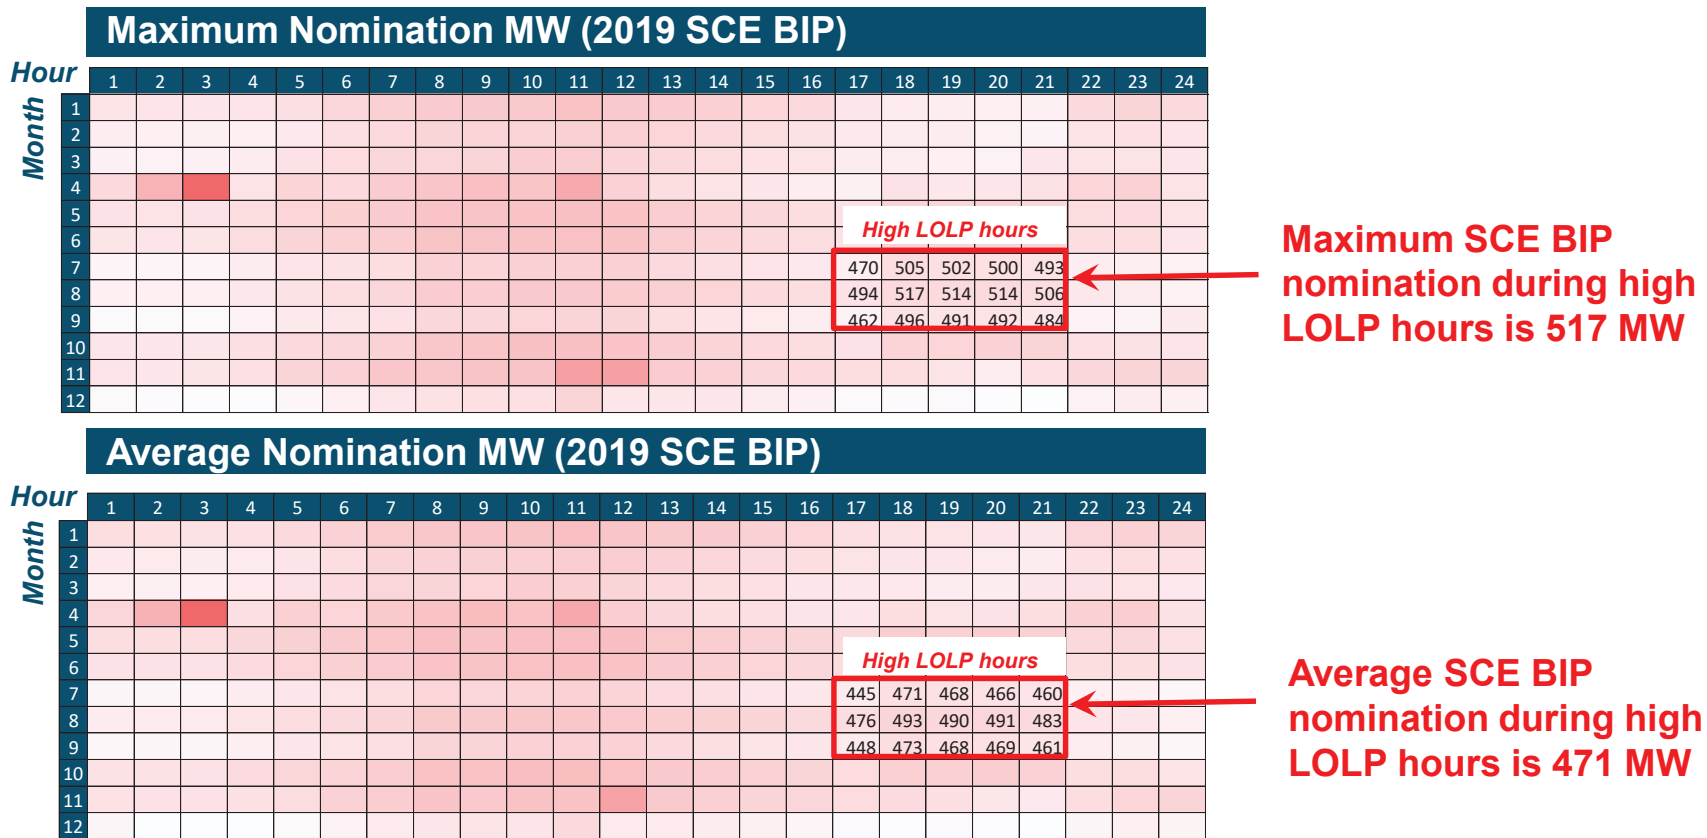 Maximum Nomination MW (2019 SCE BIP)
Hour
1 2 3 4 5 6 7 8 9 10 11 12 13 14 15 16 17 18 19 20 21 22 23 24
Month
1
2
3
4
5
6
High LOLP hours
7 470 505 502 500 493
8 494 517 514 514 506
9 462 496 491 492 484
10
11
12
Maximum SCE BIP
nomination during high
LOLP hours is 517 MW
Average Nomination MW (2019 SCE BIP)
Hour
1 2 3 4 5 6 7 8 9 10 11 12 13 14 15 16 17 18 19 20 21 22 23 24
Month
1
2
3
4
5
6
High LOLP hours
7 445 471 468 466 460
8 476 493 490 491 483
9 448 473 468 469 461
10
11
12
Average SCE BIP
nomination during high
LOLP hours is 471 MW